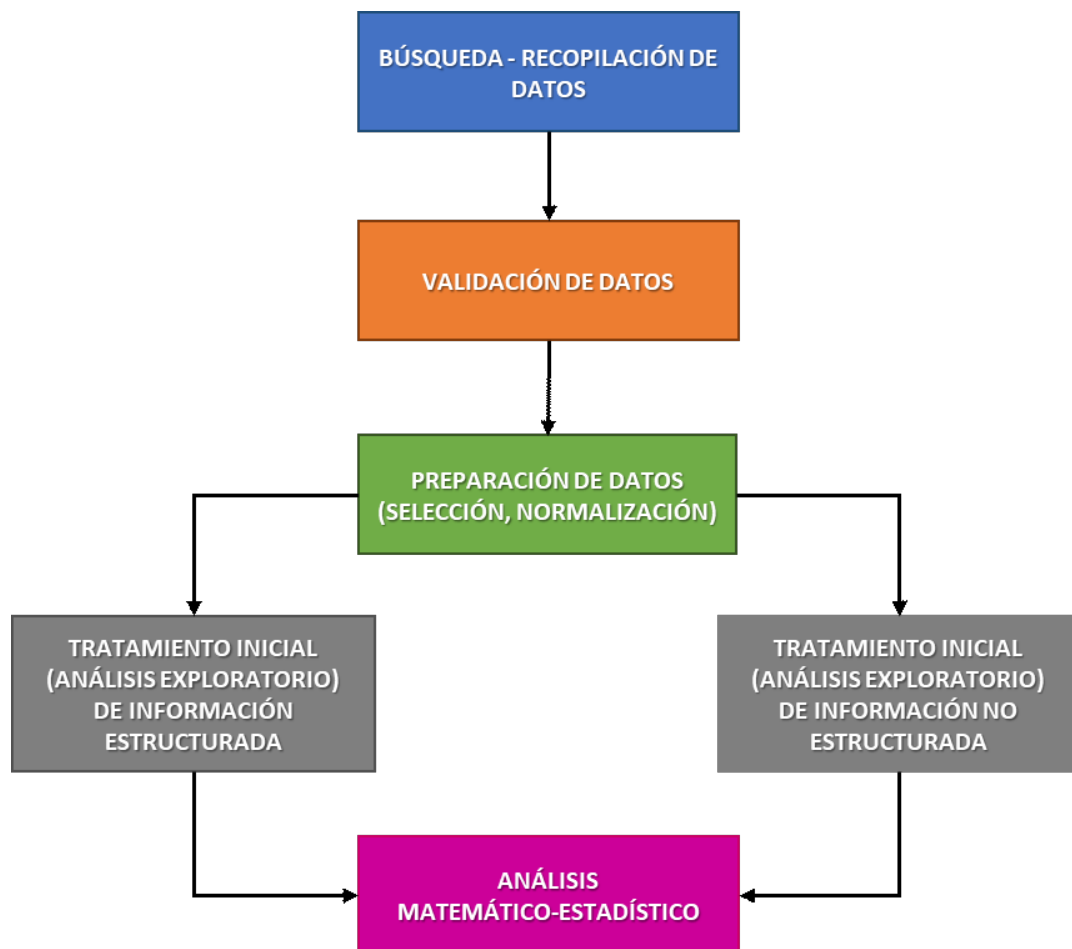 BÚSQUEDA - RECOPILACIÓN DE
DATOS
VALIDACIÓN DE DATOS
PREPARACIÓN DE DATOS
(SELECCIÓN, NORMALIZACIÓN)
TRATAMIENTO INICIAL
(ANÁLISIS EXPLORATORIO)
DE INFORMACIÓN
ESTRUCTURADA
TRATAMIENTO INICIAL
(ANÁLISIS EXPLORATORIO)
DE INFORMACIÓN NO
ESTRUCTURADA
ANÁLISIS
MATEMÁTICO-ESTADÍSTICO